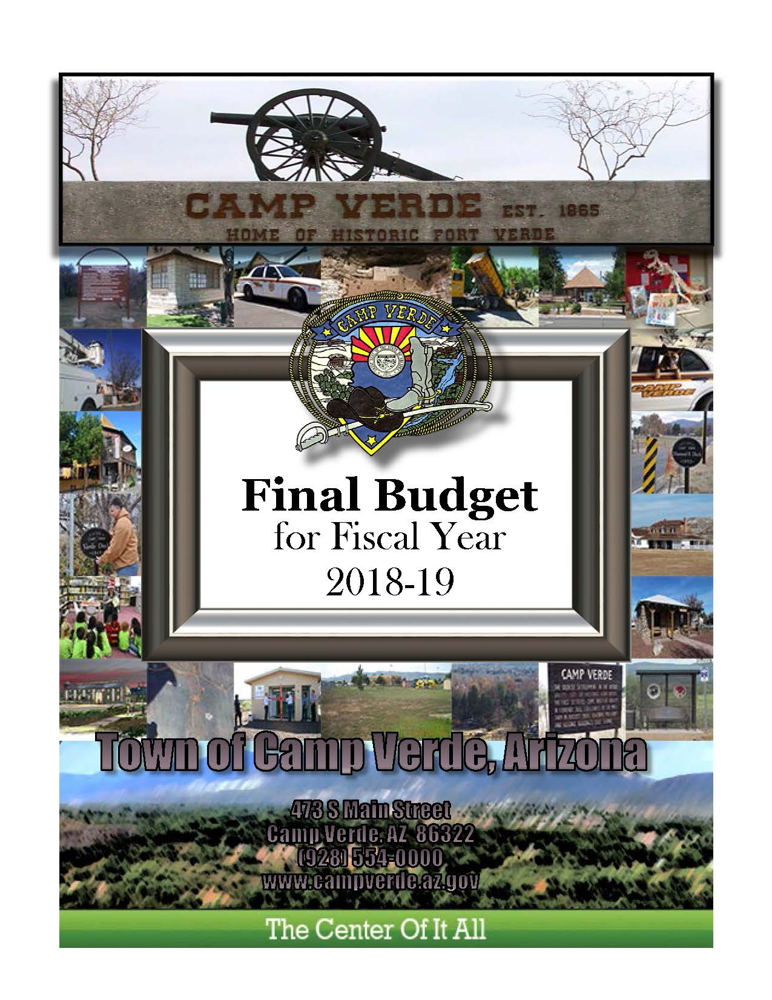 CAMP VERDE EST. 1865
HOME OF HISTORIC FORT VERDE
CAMP VERDE
CAMP VERDE
Final Budget
for Fiscal Year
2018-19
CAMP VERDE
Town of Camp Verde, Arizona
473 S Main Street
Camp Verde, AZ 86322
(928) 554-0000
www.campverde.az.gov
The Center Of It All